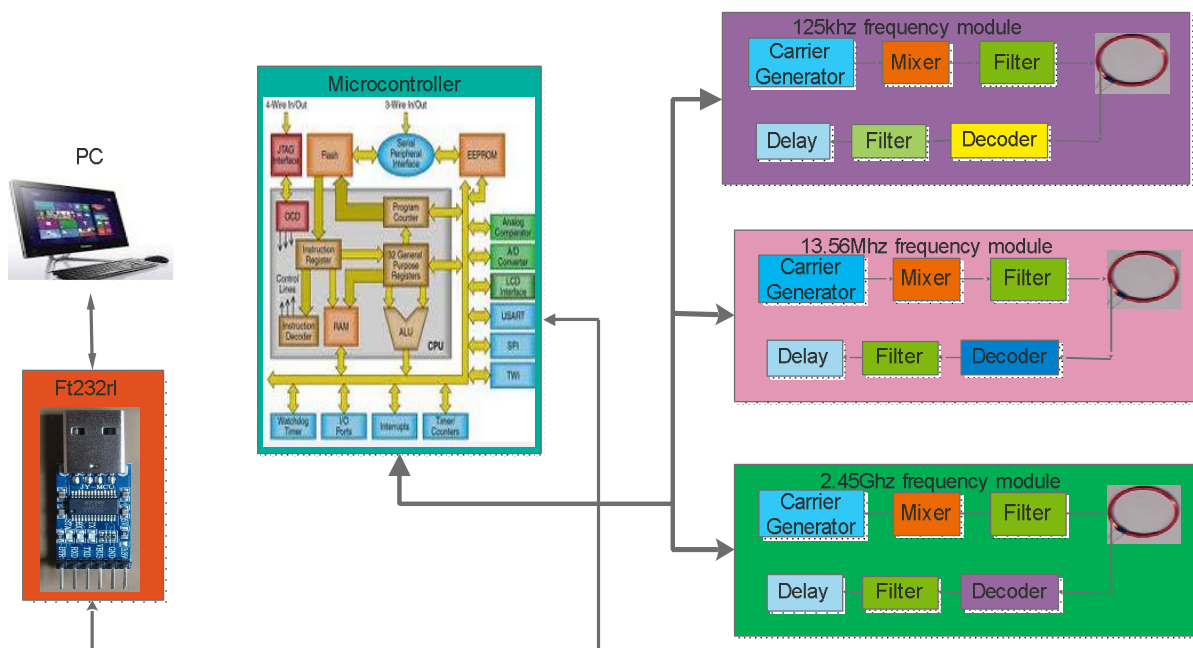 PC
Ft232rl
JY-MCU
Microcontroller
4-Wire In/Out
3-Wire In/Out
JTAG
Interface
Flash
Serial
Peripheral
Interface
EEPROM
OCD
Program
Counter
Instruction
Register
32 General
Purpose
Registers
Control
Lines
Instruction
Decoder
RAM
ALU
CPU
Analog
Comparator
A/D
Converter
LCD
Interface
USART
SPI
TWI
Watchdog
Timer
I/O
Ports
Interrupts
Timer/
Counters
125khz frequency module
Carrier
Generator
Mixer
Filter
Delay
Filter
Decoder
13.56Mhz frequency module
Carrier
Generator
Mixer
Filter
Delay
Filter
Decoder
2.45Ghz frequency module
Carrier
Generator
Mixer
Filter
Delay
Filter
Decoder